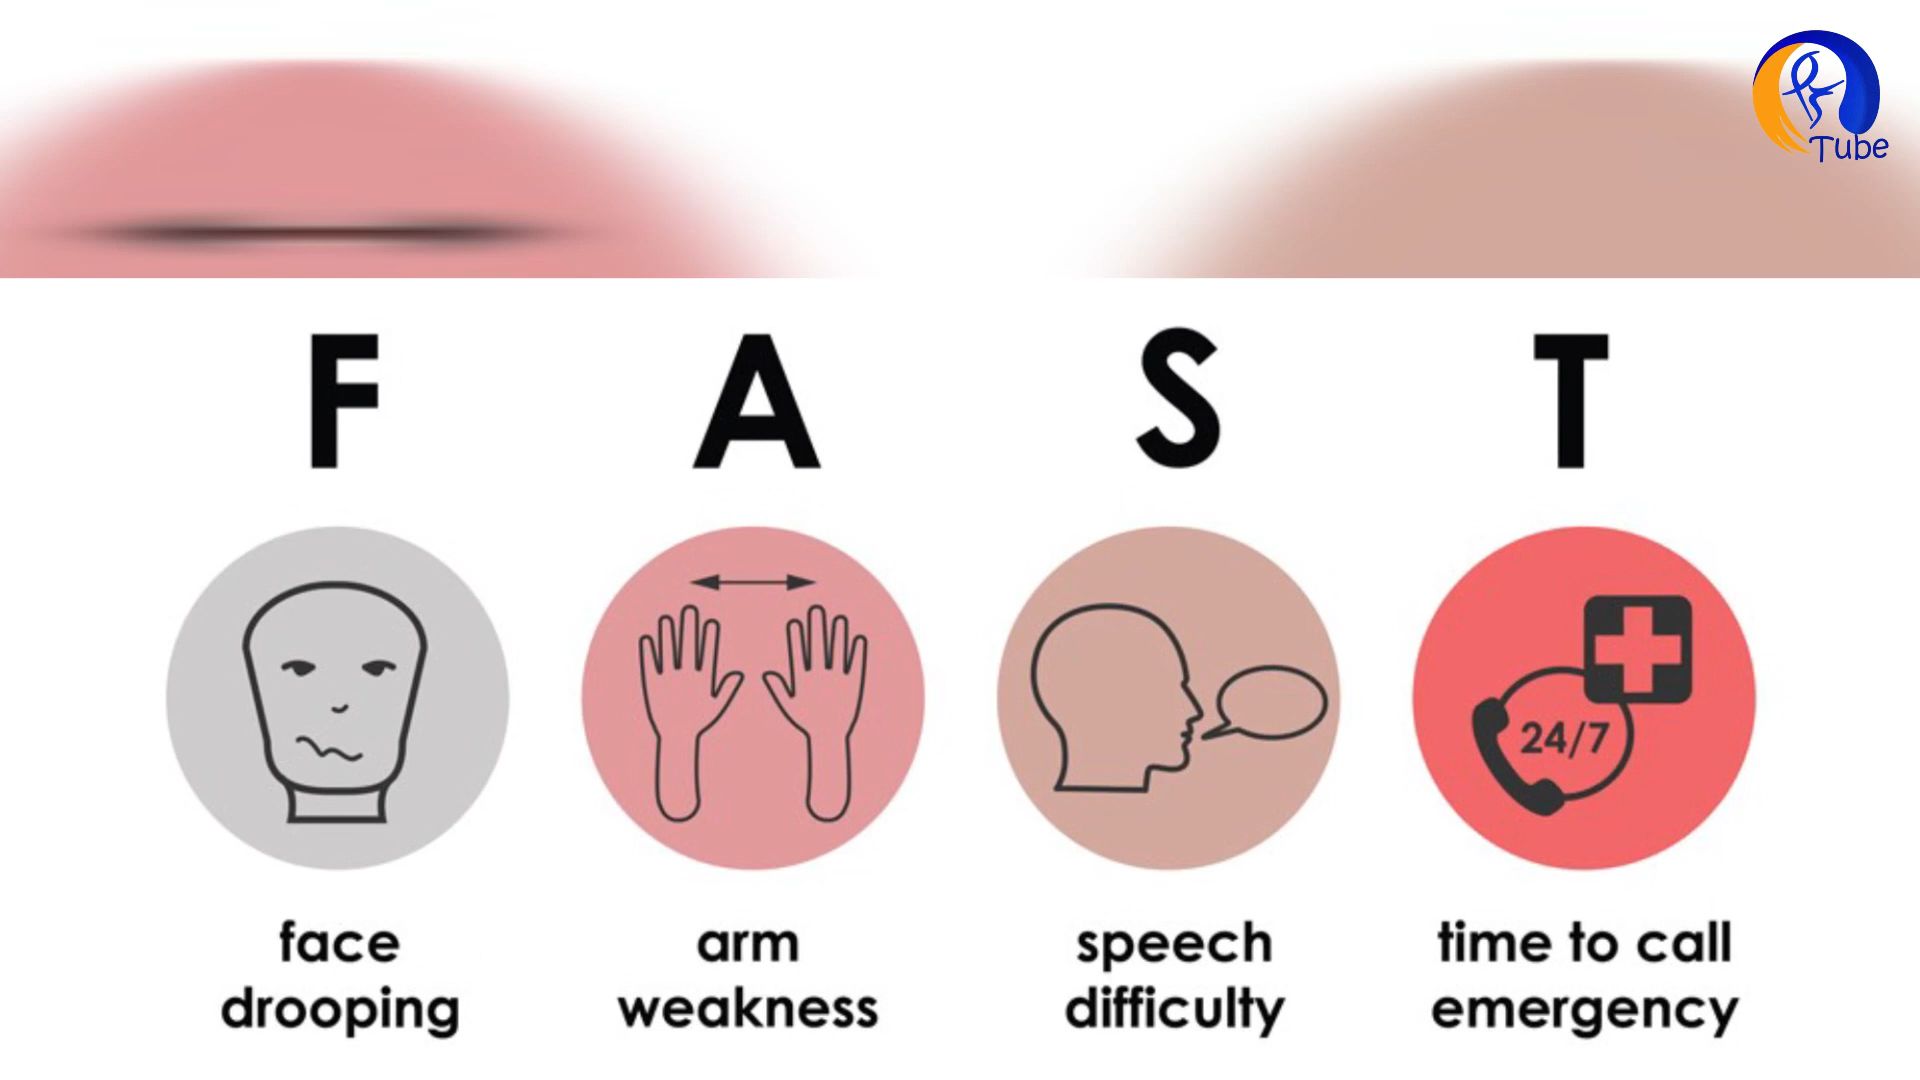 Tube
F A S T
24/7
face drooping
arm weakness
speech difficulty
time to call emergency